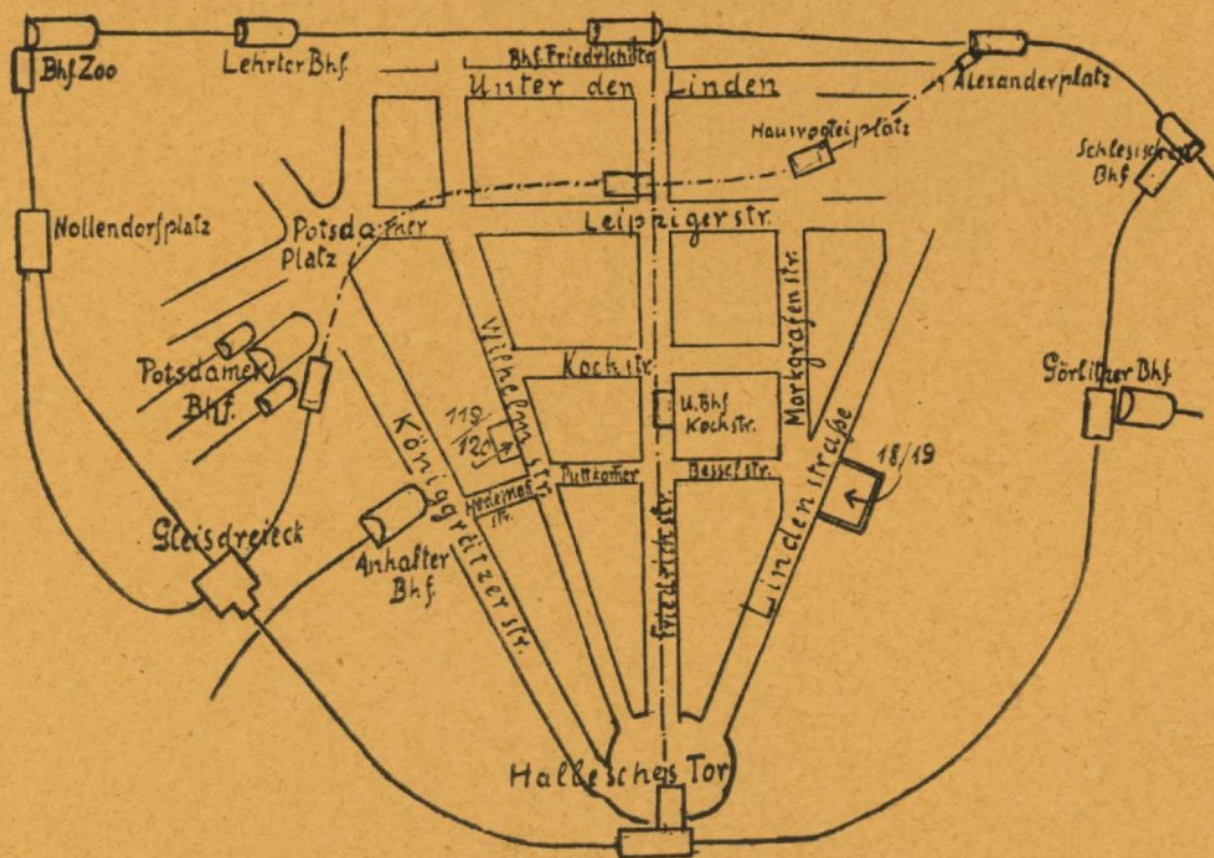 Bhf. Zoo
Lehrter Bhf.
Bhf. Friedrichstr.
Unter den Linden
Alexanderplatz
Hausvogteiplatz
Schlesischer
Bhf.
Nollendorfplatz
Potsdamer
Platz
Leipzigerstr.
Wilhelmstr.
Markgrafenstr.
Kochstr.
Potsdamer
Bhf.
Görlitzer Bhf.
U. Bhf
Kochstr.
119
120
Königgrätzerstr.
18/19
Puttkamer
Besselstr.
Hedemann
str.
Lindenstraße
Friedrichstr.
Gleisdreieck
Anhalter
Bhf.
Hallesches Tor